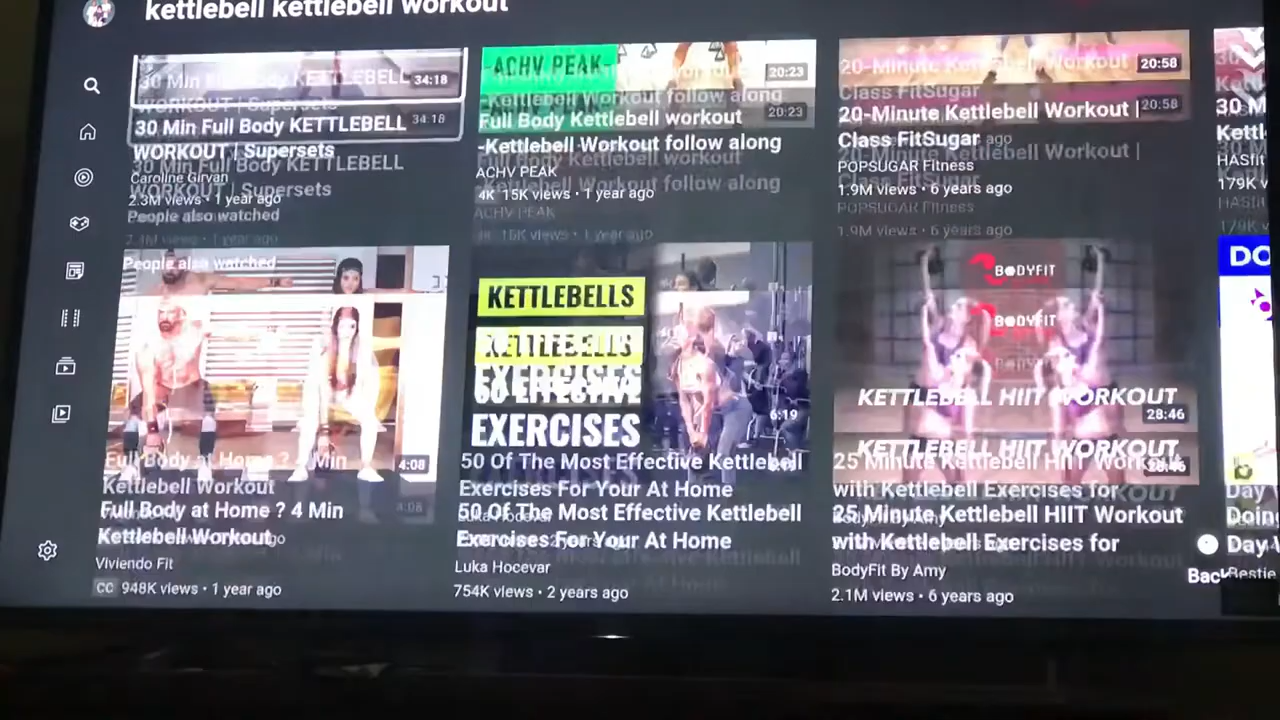 kettlebell kettlebell workout
34:18
30 Min Full Body KETTLEBELL
WORKOUT | Supersets
Caroline Girvan
2.3M views • 1 year ago
People also watched
-ACHV PEAK-
20:23
Full Body Kettlebell workout
-Kettlebell Workout follow along
ACHV PEAK
4K 15K views • 1 year ago
20:58
20-Minute Kettlebell Workout |
Class FitSugar
POPSUGAR Fitness
1.9M views • 6 years ago
30 M
Kettl
HASfit
179K v
4:08
Full Body at Home ? 4 Min
Kettlebell Workout
Viviendo Fit
CC 948K views • 1 year ago
KETTLEBELLS
50 EFFECTIVE
EXERCISES
6:19
50 Of The Most Effective Kettlebell
Exercises For Your At Home
Luka Hocevar
754K views • 2 years ago
BODYFIT
KETTLEBELL HIIT WORKOUT
28:46
25 Minute Kettlebell HIIT Workout
with Kettlebell Exercises for
BodyFit By Amy
2.1M views • 6 years ago
DO
Doin
Day
Back
Bestie